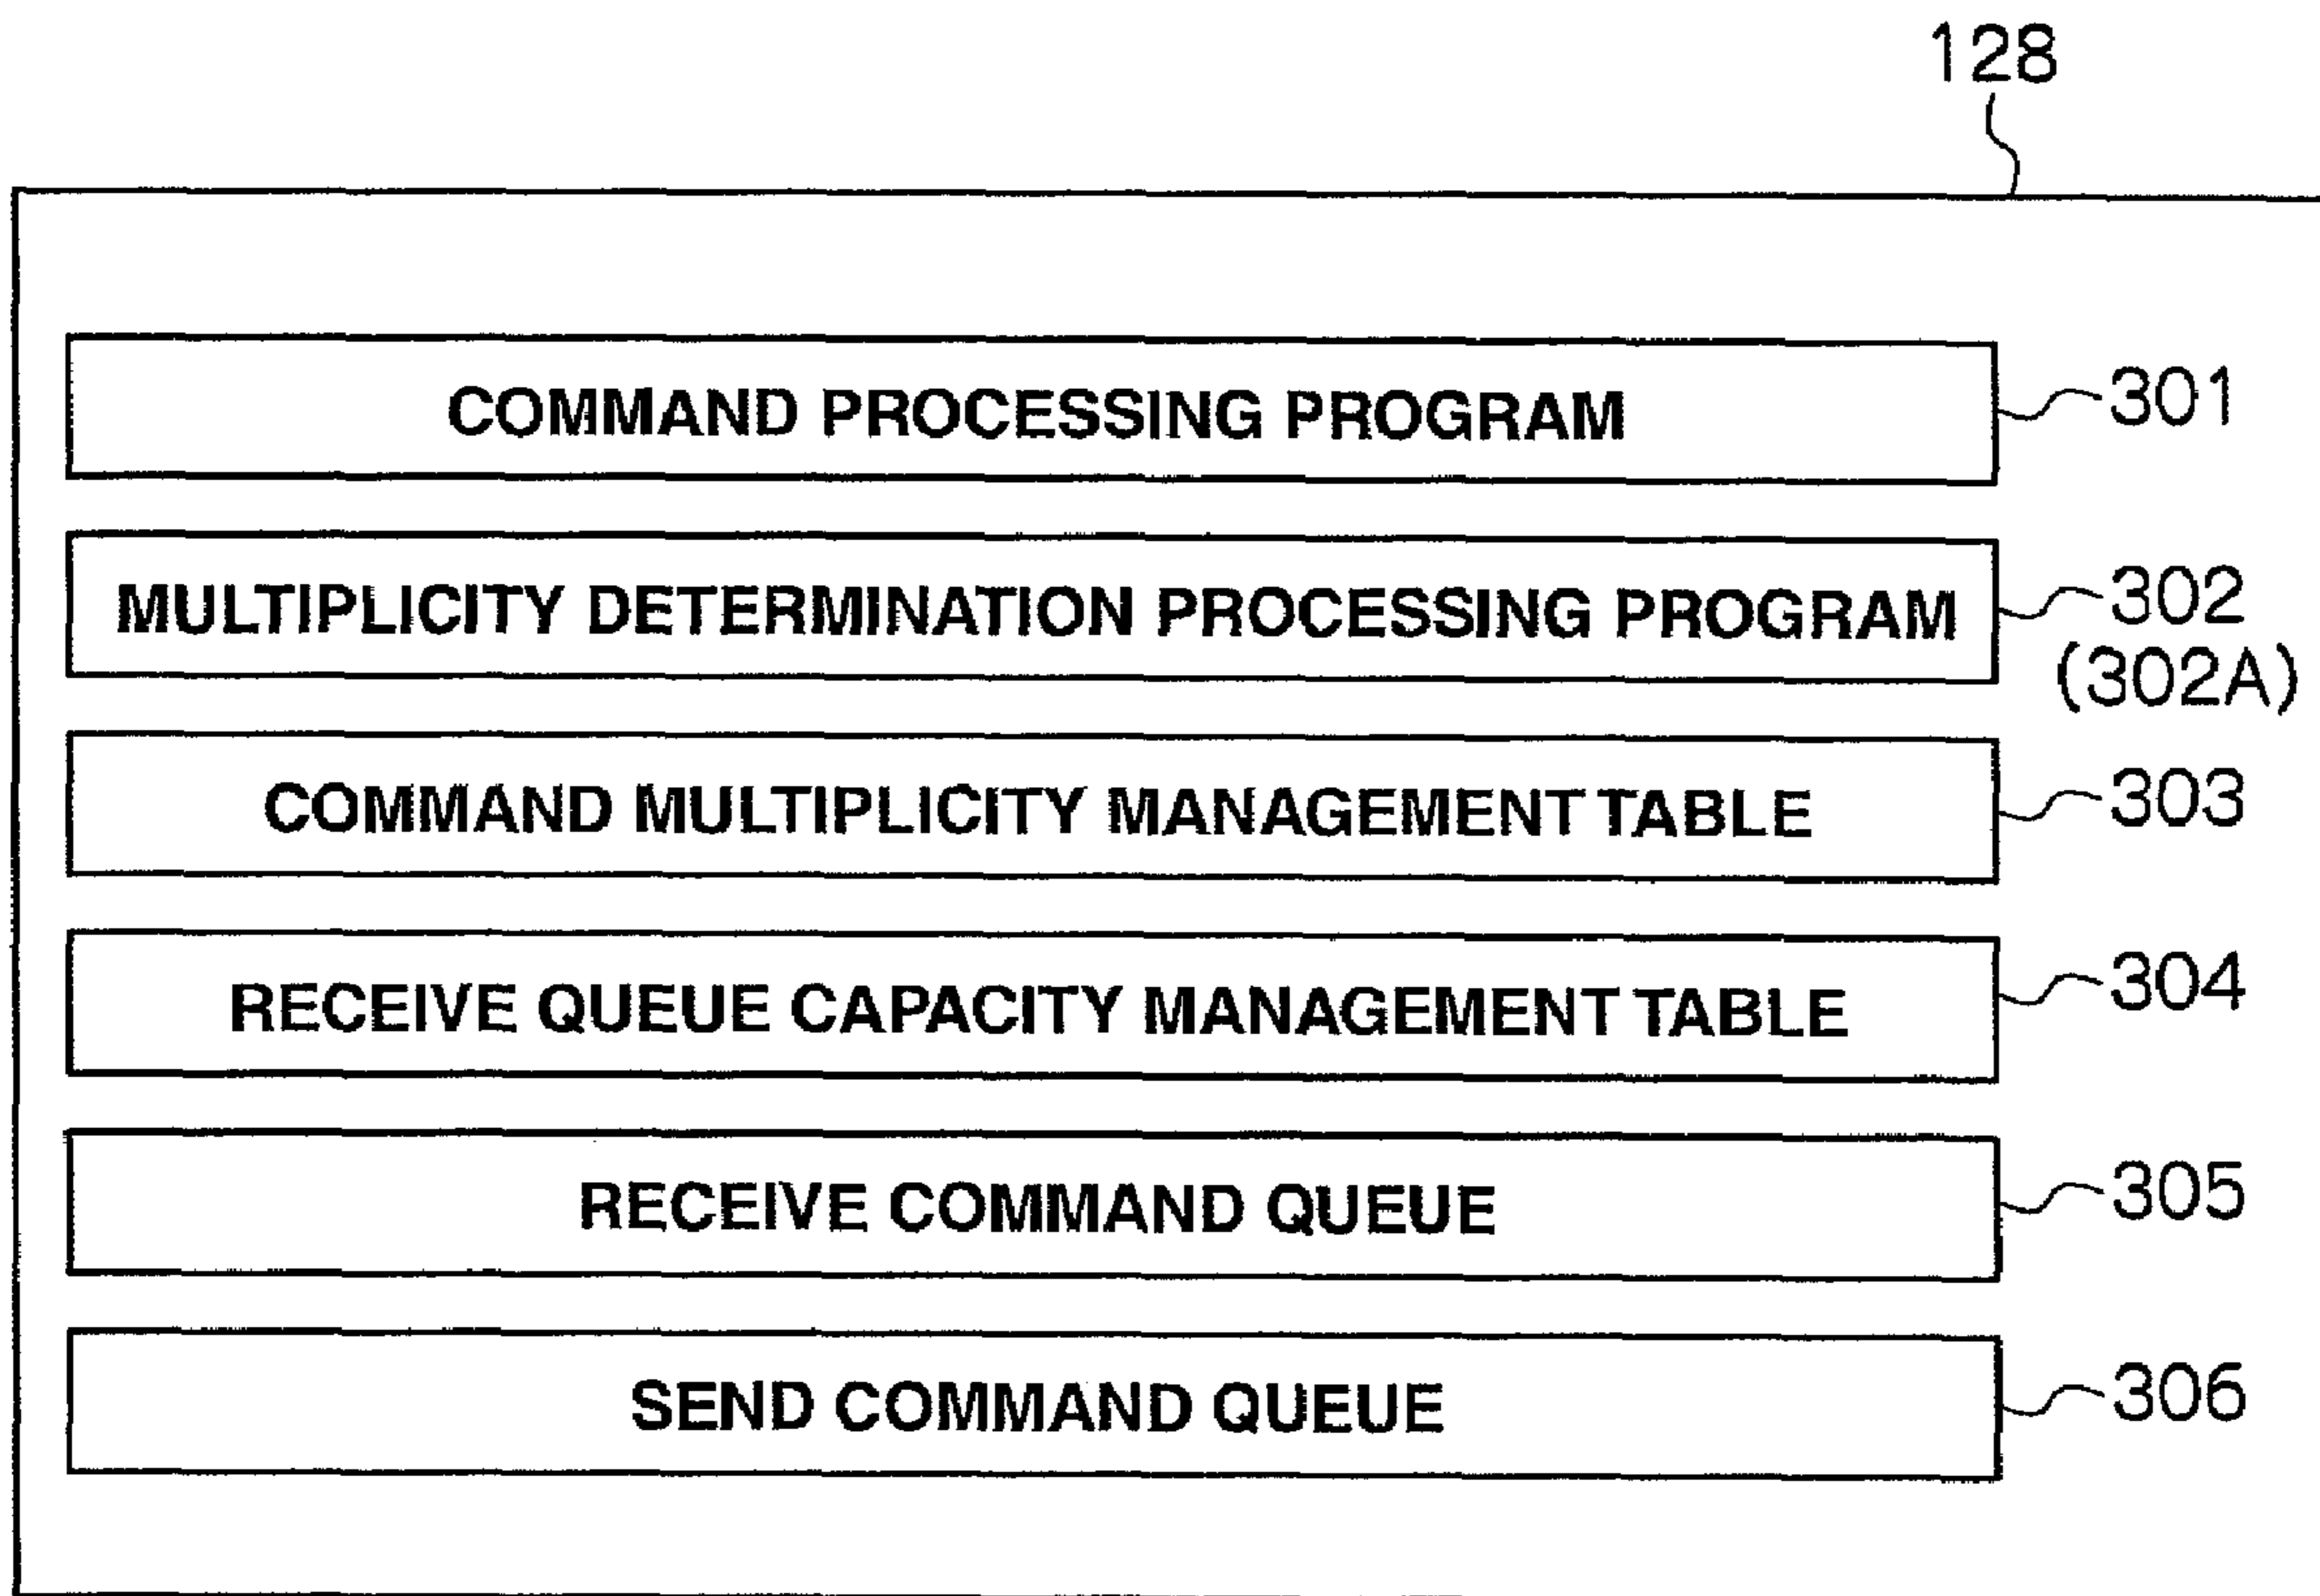 128
COMMAND PROCESSING PROGRAM 301
MULTIPLICITY DETERMINATION PROCESSING PROGRAM 302
(302A)
COMMAND MULTIPLICITY MANAGEMENT TABLE 303
RECEIVE QUEUE CAPACITY MANAGEMENT TABLE 304
RECEIVE COMMAND QUEUE 305
SEND COMMAND QUEUE 306